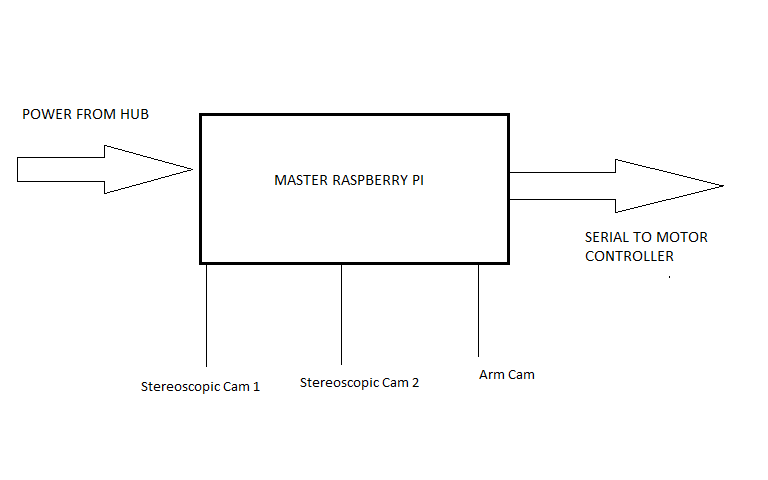 POWER FROM HUB
MASTER RASPBERRY PI
SERIAL TO MOTOR
CONTROLLER
Stereoscopic Cam 1
Stereoscopic Cam 2
Arm Cam